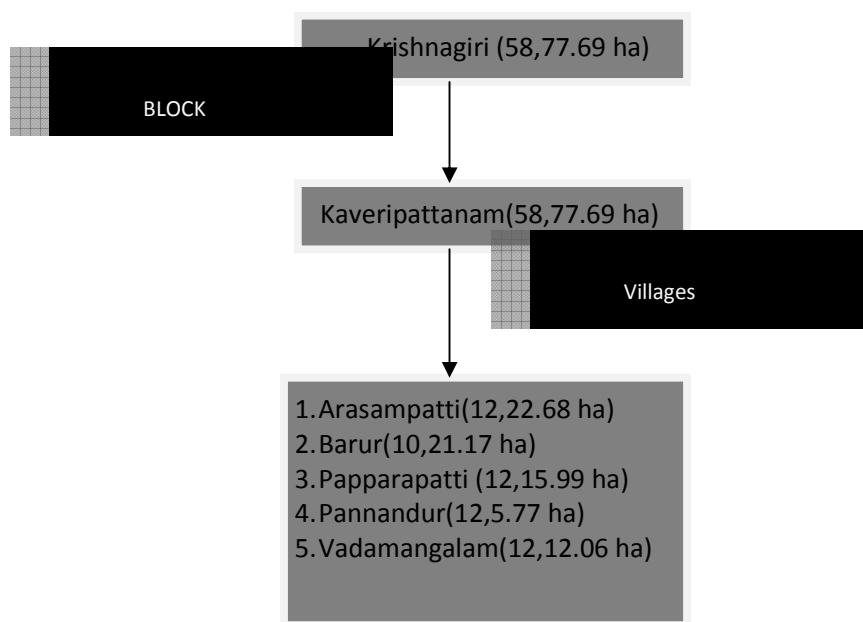 Krishnagiri (58,77.69 ha)
BLOCK
Kaveripattanam(58,77.69 ha)
Villages
1.Arasampatti(12,22.68 ha)
2.Barur(10,21.17 ha)
3.Papparapatti (12,15.99 ha)
4.Pannandur(12,5.77 ha)
5.Vadamangalam(12,12.06 ha)